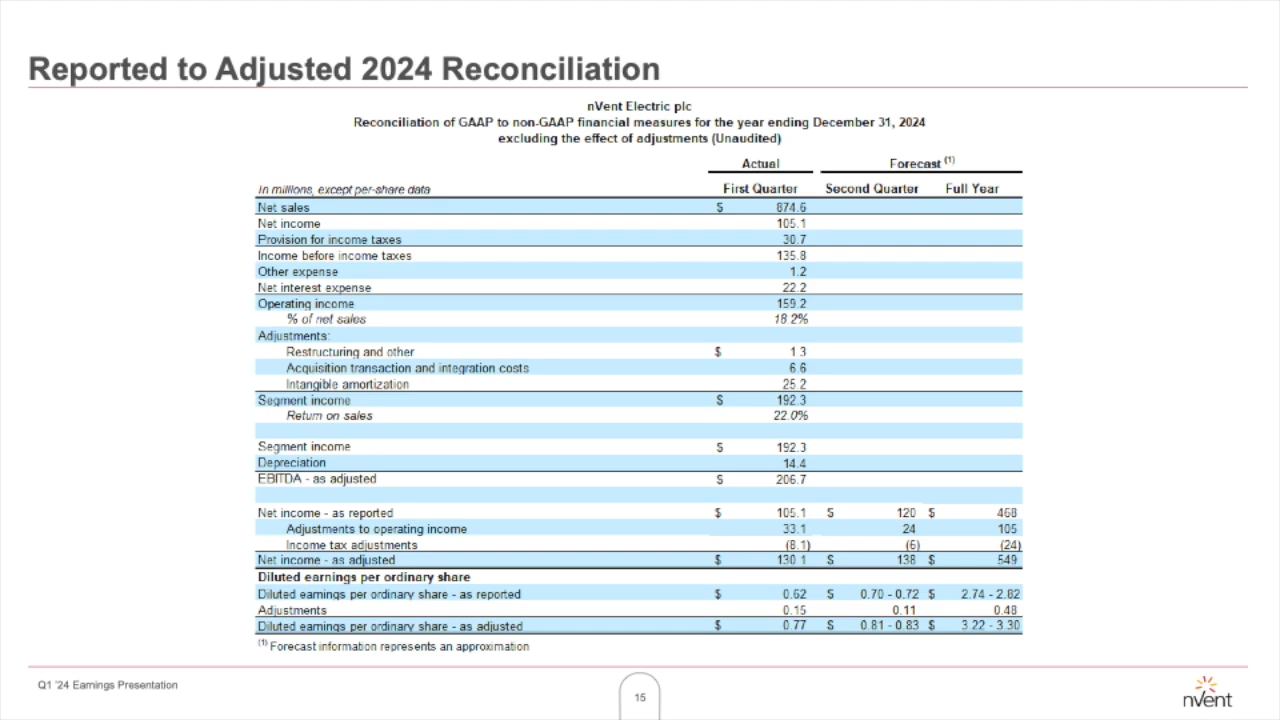 Reported to Adjusted 2024 Reconciliation
nVent Electric plc
Reconciliation of GAAP to non-GAAP financial measures for the year ending December 31, 2024
excluding the effect of adjustments (Unaudited)
Actual Forecast (1)
In millions, except per-share data First Quarter Second Quarter Full Year
Net sales $ 874.6
Net income 105.1
Provision for income taxes 30.7
Income before income taxes 135.8
Other expense 1.2
Net interest expense 22.2
Operating income 159.2
% of net sales 18.2%
Adjustments:
Restructuring and other $ 1.3
Acquisition transaction and integration costs 6.6
Intangible amortization 25.2
Segment income $ 192.3
Return on sales 22.0%
Segment income $ 192.3
Depreciation 14.4
EBITDA - as adjusted $ 206.7
Net income - as reported $ 105.1 $ 120 $ 468
Adjustments to operating income 33.1 24 105
Income tax adjustments (8.1) (6) (24)
Net income - as adjusted $ 130.1 $ 138 $ 549
Diluted earnings per ordinary share
Diluted earnings per ordinary share - as reported $ 0.62 $ 0.70 - 0.72 $ 2.74 - 2.82
Adjustments 0.15 0.11 0.48
Diluted earnings per ordinary share - as adjusted $ 0.77 $ 0.81 - 0.83 $ 3.22 - 3.30
(1) Forecast information represents an approximation
Q1 '24 Earnings Presentation
15
nVent